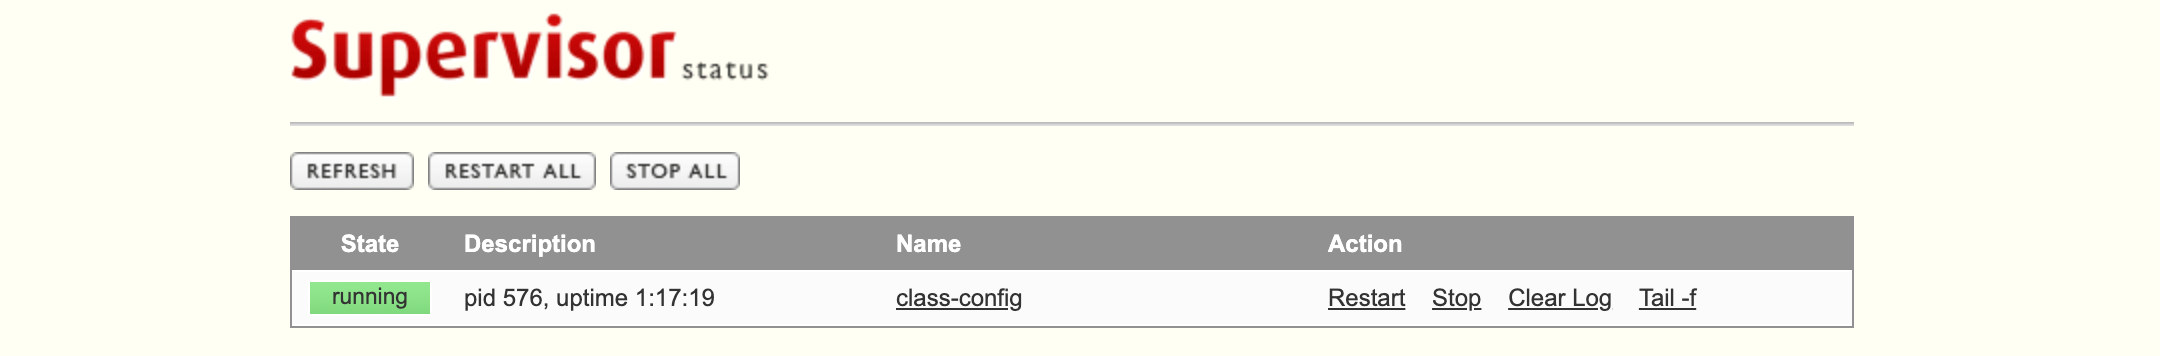 Supervisor status
REFRESH RESTART ALL STOP ALL
State Description Name Action
running pid 576, uptime 1:17:19 class-config Restart Stop Clear Log Tail -f